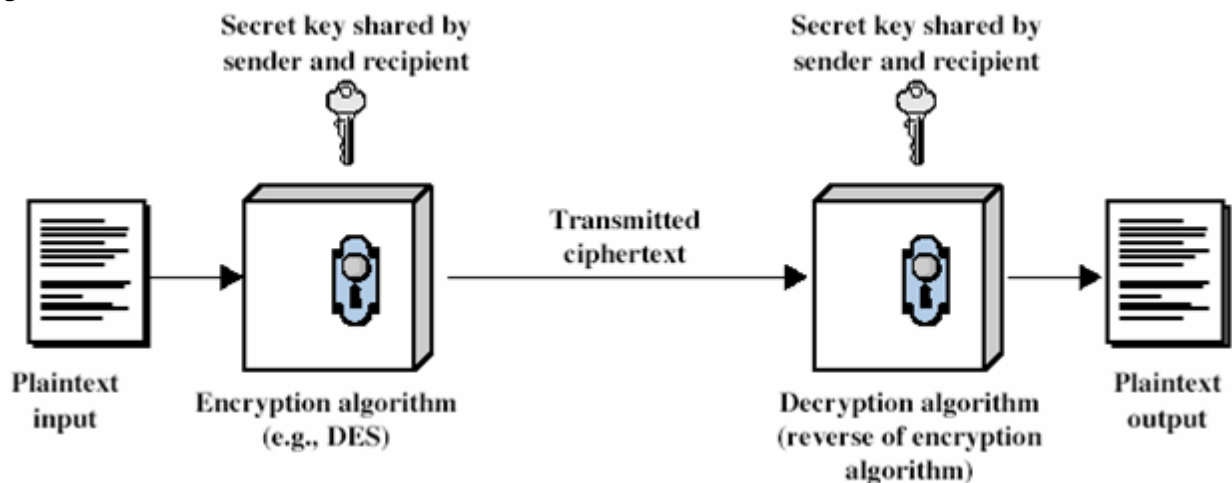 Secret key shared by
sender and recipient
Secret key shared by
sender and recipient
Transmitted
ciphertext
Plaintext
input
Encryption algorithm
(e.g., DES)
Decryption algorithm
(reverse of encryption
algorithm)
Plaintext
output